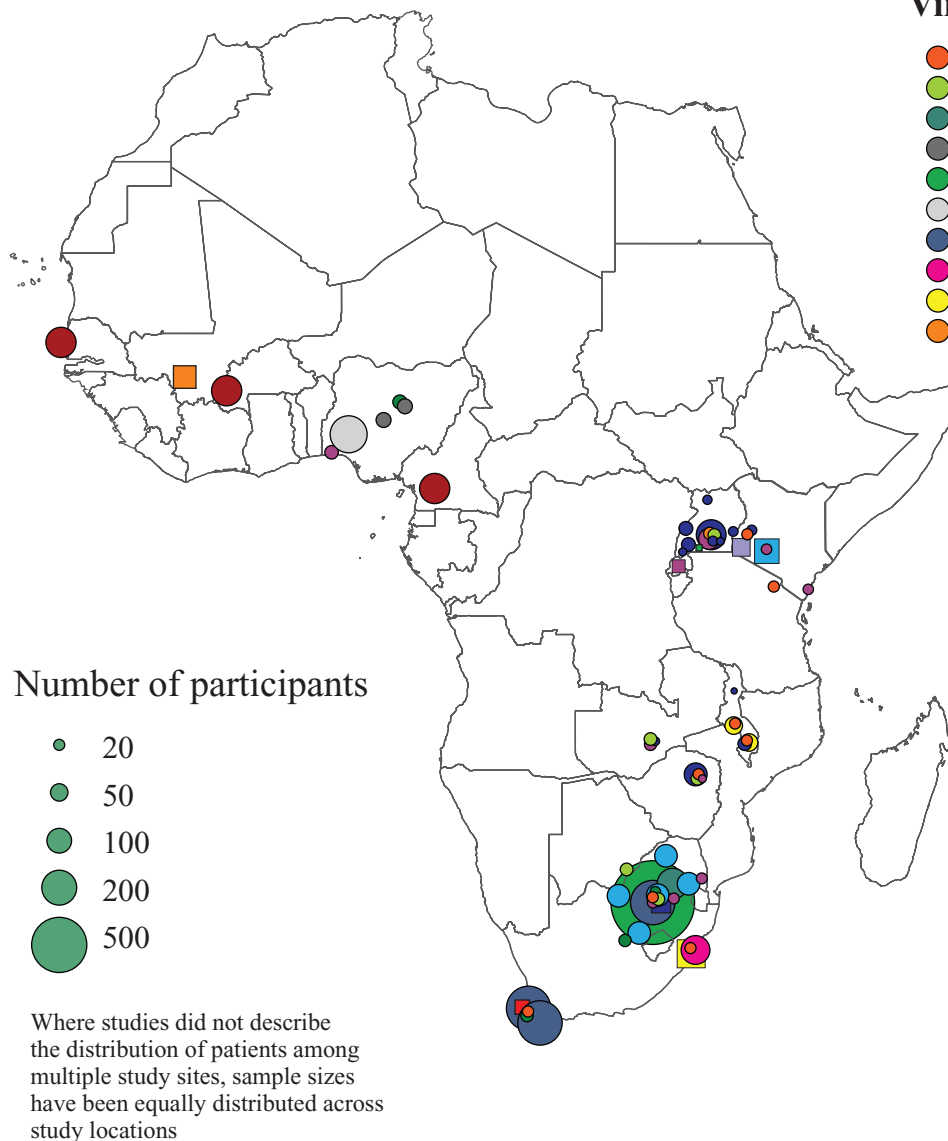 Number of participants
20
50
100
200
500
Where studies did not describe
the distribution of patients among
multiple study sites, sample sizes
have been equally distributed across
study locations